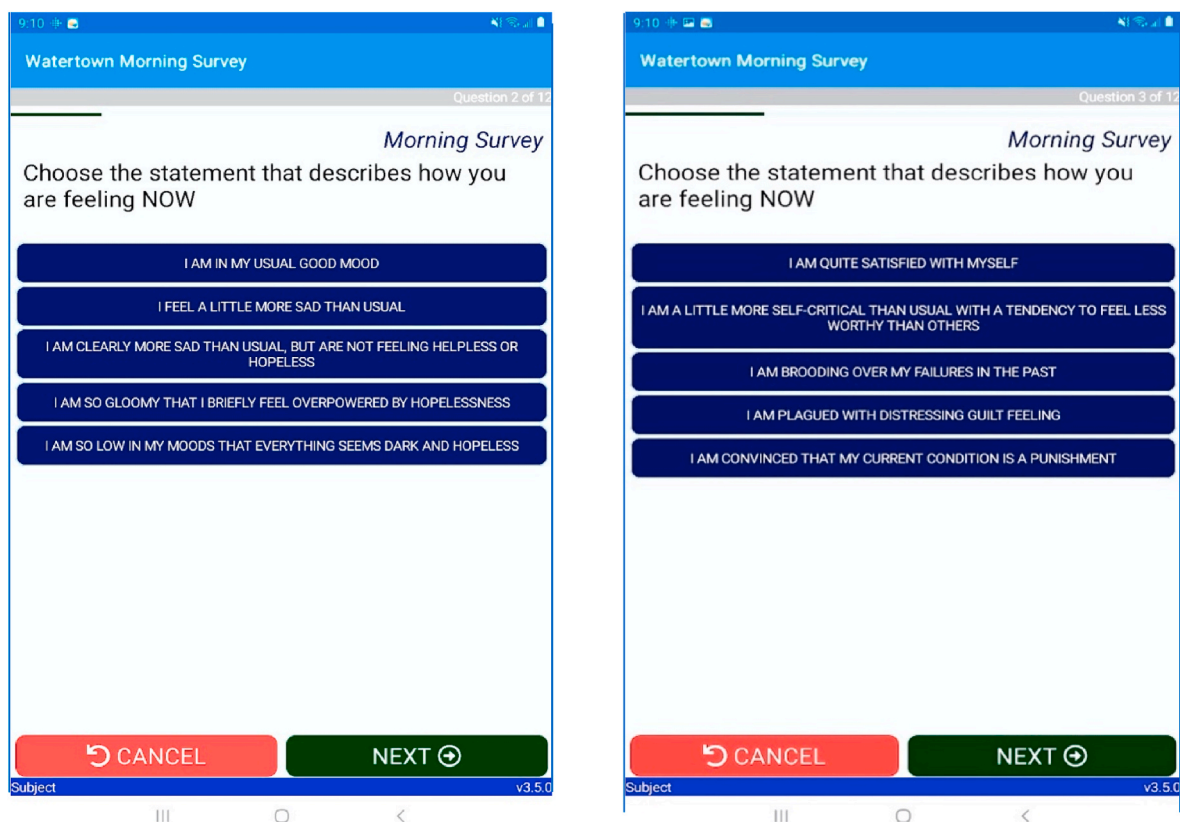 9:10
Watertown Morning Survey
Question 2 of 12
Morning Survey
Choose the statement that describes how you
are feeling NOW
I AM IN MY USUAL GOOD MOOD
I FEEL A LITTLE MORE SAD THAN USUAL
I AM CLEARLY MORE SAD THAN USUAL, BUT ARE NOT FEELING HELPLESS OR
HOPELESS
I AM SO GLOOMY THAT I BRIEFLY FEEL OVERPOWERED BY HOPELESSNESS
I AM SO LOW IN MY MOODS THAT EVERYTHING SEEMS DARK AND HOPELESS
CANCEL
NEXT
Subject
v3.5.0
9:10
Watertown Morning Survey
Question 3 of 12
Morning Survey
Choose the statement that describes how you
are feeling NOW
I AM QUITE SATISFIED WITH MYSELF
I AM A LITTLE MORE SELF-CRITICAL THAN USUAL WITH A TENDENCY TO FEEL LESS
WORTHY THAN OTHERS
I AM BROODING OVER MY FAILURES IN THE PAST
I AM PLAGUED WITH DISTRESSING GUILT FEELING
I AM CONVINCED THAT MY CURRENT CONDITION IS A PUNISHMENT
CANCEL
NEXT
Subject
v3.5.0